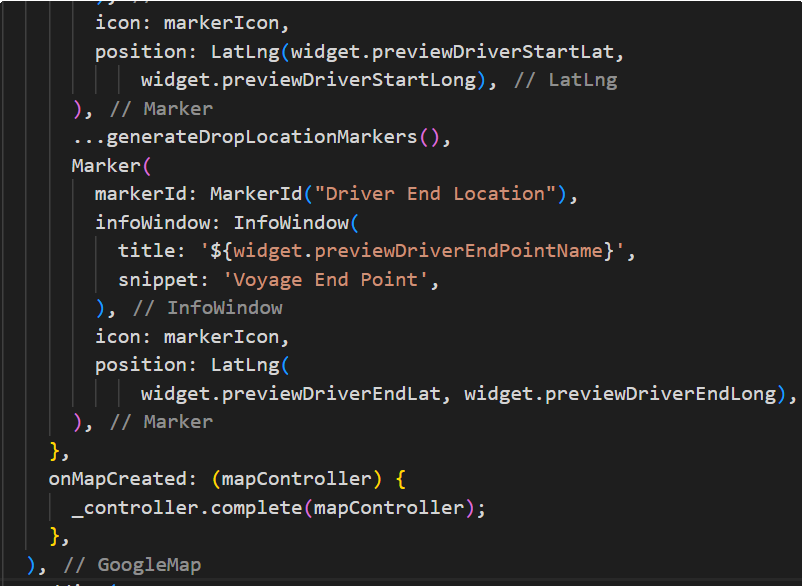 icon: markerIcon,
position: LatLng(widget.previewDriverStartLat,
widget.previewDriverStartLong), // LatLng
), // Marker
...generateDropLocationMarkers(),
Marker(
markerId: MarkerId("Driver End Location"),
infoWindow: InfoWindow(
title: '${widget.previewDriverEndPointName}',
snippet: 'Voyage End Point',
), // InfoWindow
icon: markerIcon,
position: LatLng(
widget.previewDriverEndLat, widget.previewDriverEndLong),
), // Marker
},
onMapCreated: (mapController) {
_controller.complete(mapController);
},
), // GoogleMap